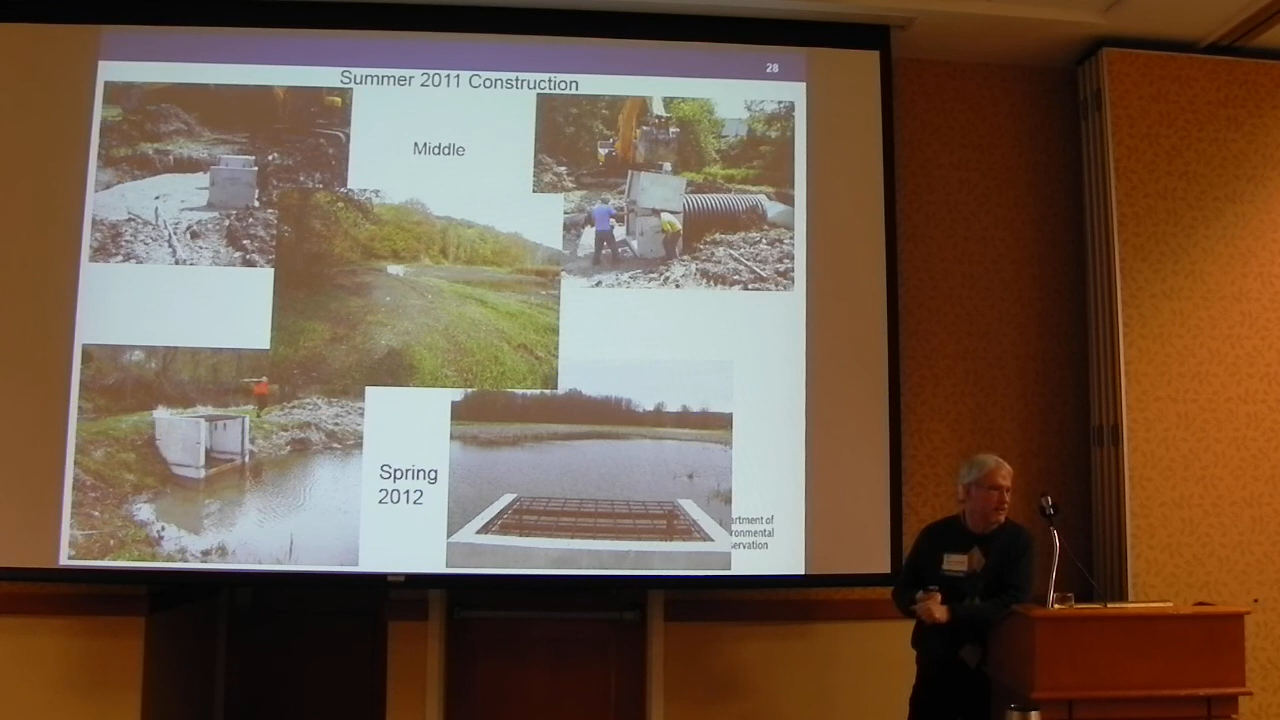 28
Summer 2011 Construction
Middle
Spring
2012
artment of
ronmental
servation